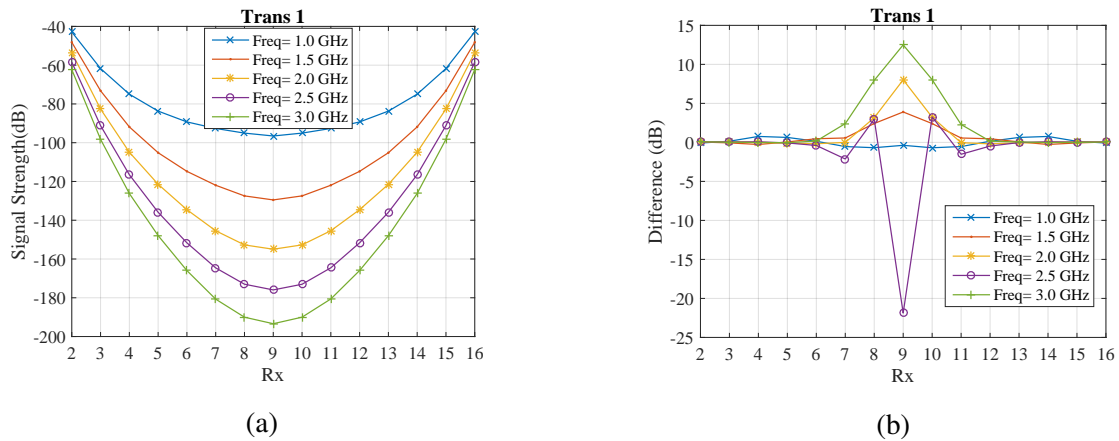 Trans 1
Freq= 1.0 GHz
Freq= 1.5 GHz
Freq= 2.0 GHz
Freq= 2.5 GHz
Freq= 3.0 GHz
-40
-60
-80
-100
-120
-140
-160
-180
-200
Signal Strength(dB)
2 3 4 5 6 7 8 9 10 11 12 13 14 15 16
Rx
(a)
Trans 1
15
10
5
0
-5
-10
-15
-20
-25
Difference (dB)
Freq= 1.0 GHz
Freq= 1.5 GHz
Freq= 2.0 GHz
Freq= 2.5 GHz
Freq= 3.0 GHz
2 3 4 5 6 7 8 9 10 11 12 13 14 15 16
Rx
(b)